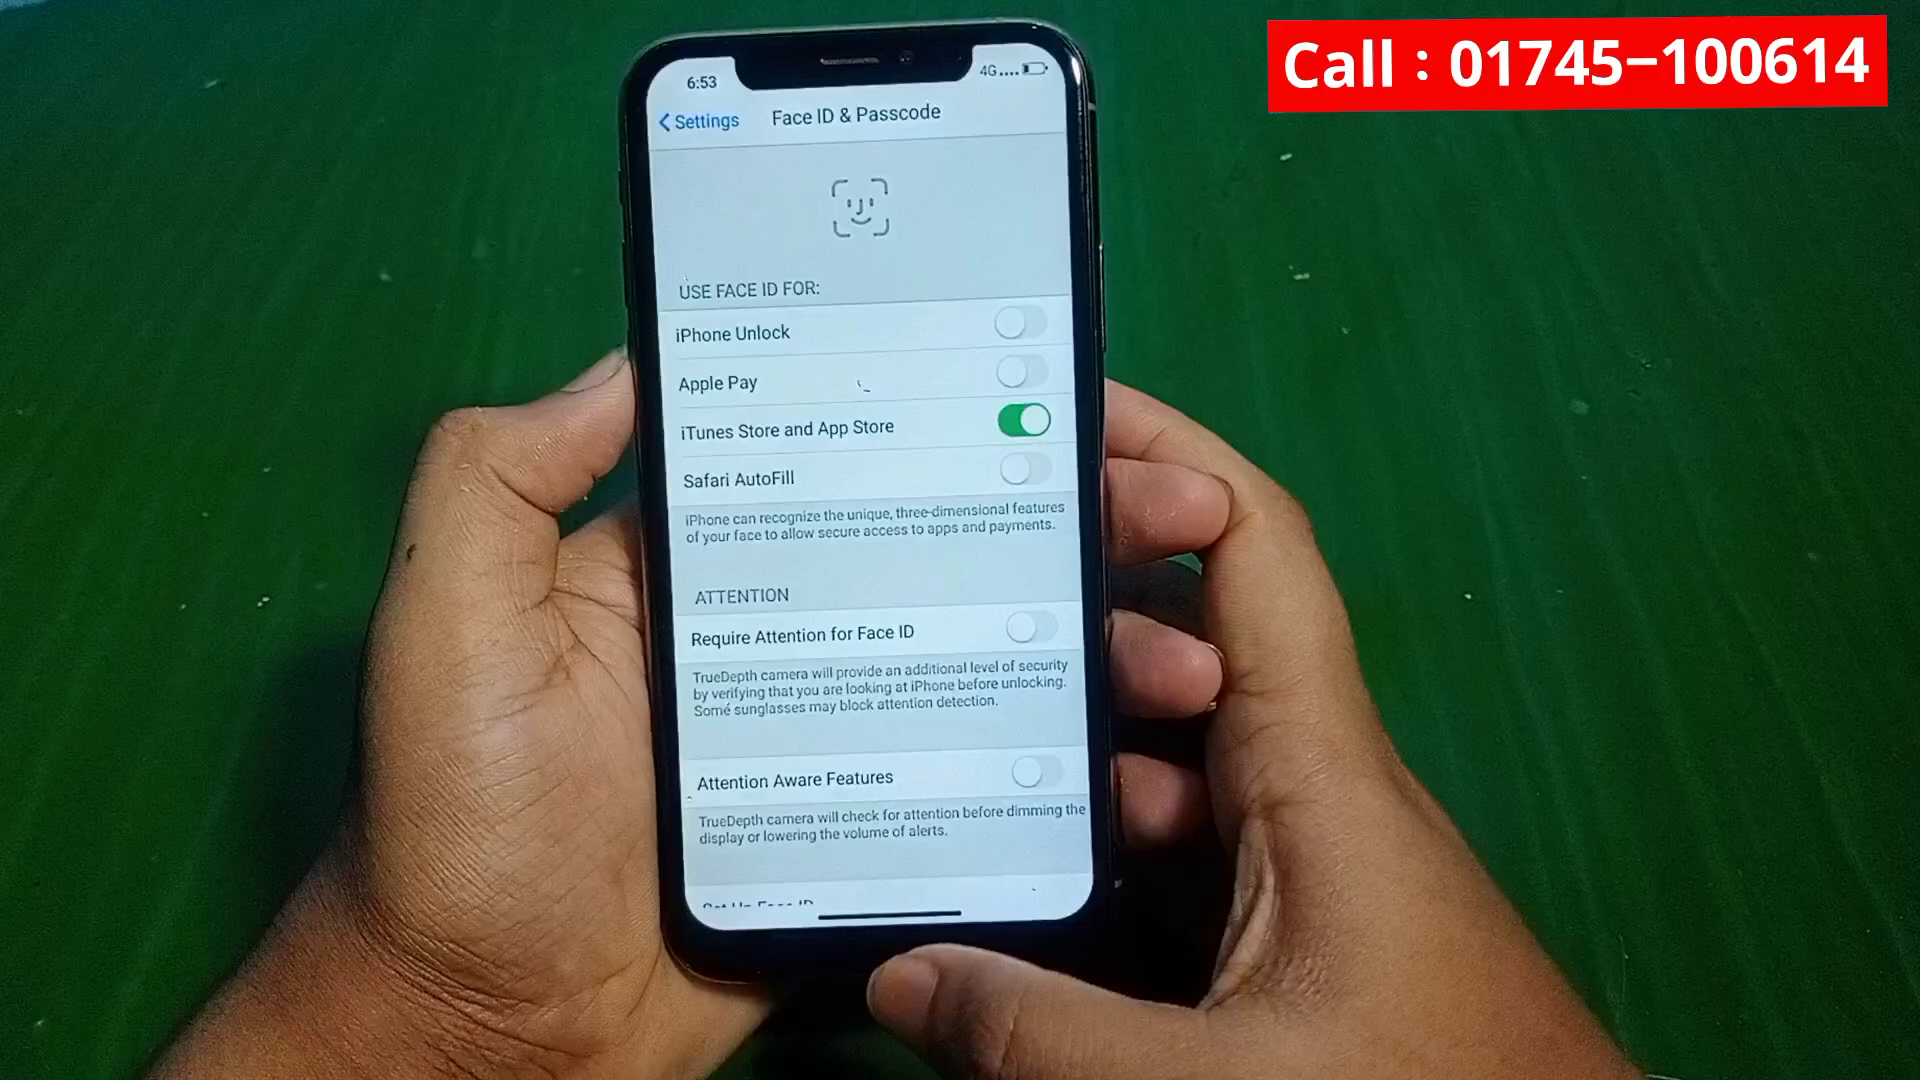 Call : 01745-100614
6:53
4G
Settings
Face ID & Passcode
USE FACE ID FOR:
iPhone Unlock
Apple Pay
iTunes Store and App Store
Safari AutoFill
iPhone can recognize the unique, three-dimensional features
of your face to allow secure access to apps and payments.
ATTENTION
Require Attention for Face ID
TrueDepth camera will provide an additional level of security
by verifying that you are looking at iPhone before unlocking.
Some sunglasses may block attention detection.
Attention Aware Features
TrueDepth camera will check for attention before dimming the
display or lowering the volume of alerts.